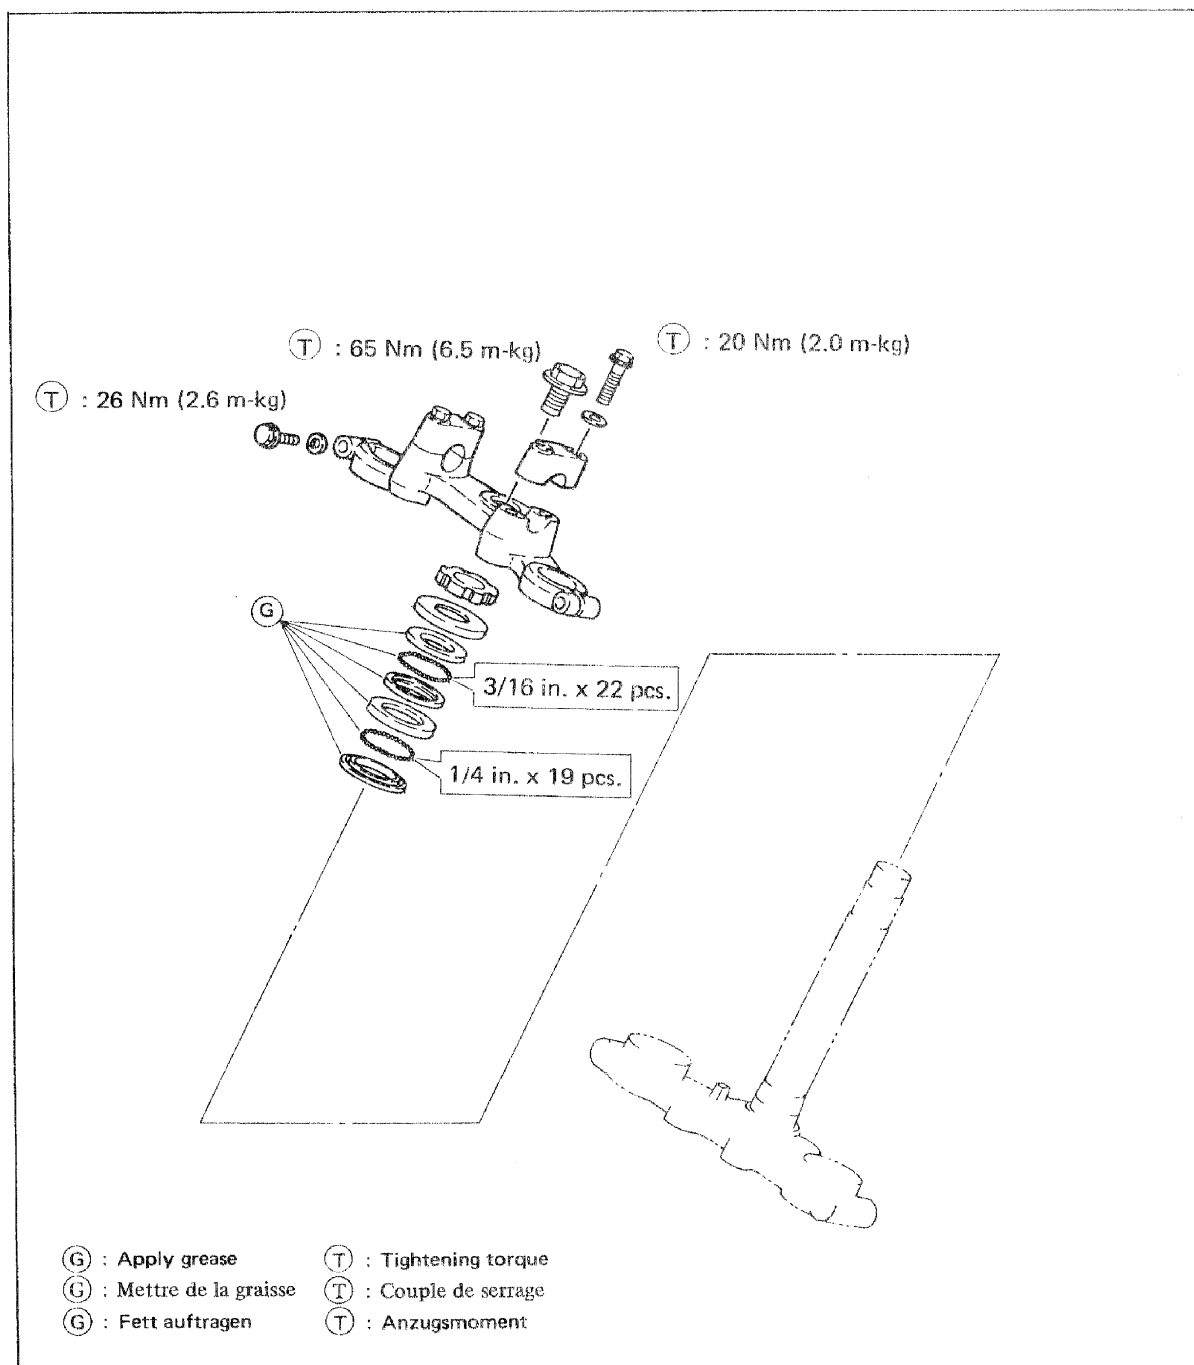 T : 65 Nm (6.5 m-kg)
T : 20 Nm (2.0 m-kg)
T : 26 Nm (2.6 m-kg)
G
3/16 in. x 22 pcs.
1/4 in. x 19 pcs.
G : Apply grease
T : Tightening torque
G : Mettre de la graisse
T : Couple de serrage
G : Fett auftragen
T : Anzugsmoment